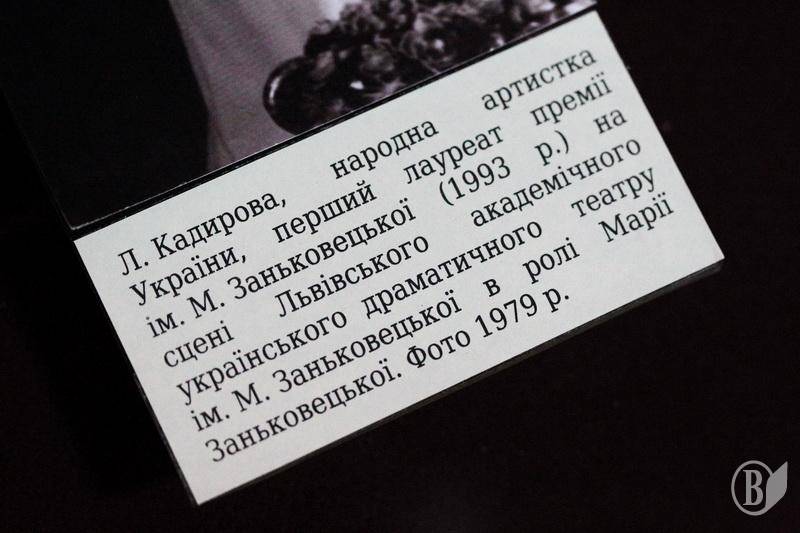 Л. Кадирова, народна артистка
України, перший лауреат премії
ім. М. Заньковецької (1993 р.) на
сцені Львівського академічного
українського драматичного театру
ім. М. Заньковецької в ролі Марії
Заньковецької. Фото 1979 р.
В